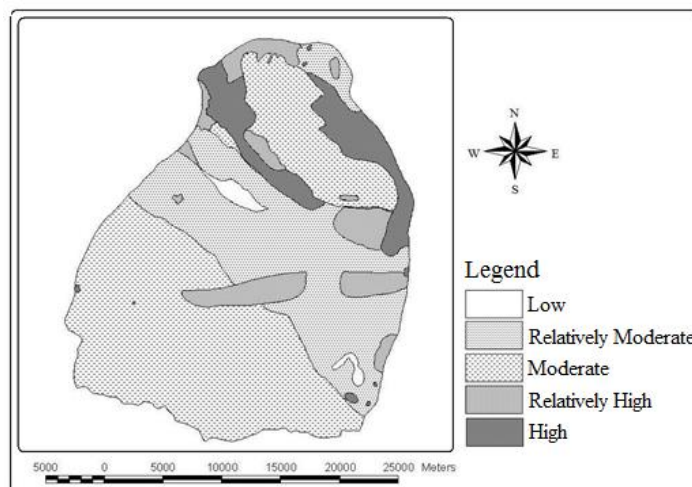 N
W E
S
Legend
Low
Relatively Moderate
Moderate
Relatively High
High
5000 0 5000 10000 15000 20000 25000 Meters